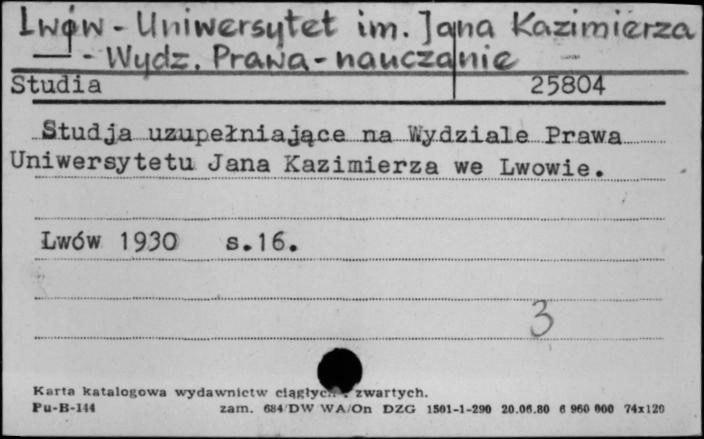 Lwów - Uniwersytet im. Jana Kazimierza
— - Wydz. Prawa - nauczanie
Studia 25804
Studja uzupełniające na Wydziale Prawa
Uniwersytetu Jana Kazimierza we Lwowie.
Lwów 1930 s.16.
3
Karta katalogowa wydawnictw ciągłych i zwartych.
Pu-B-144 zam. 684/DW WA/On DZG 1501-1-290 20.06.80 6 960 000 74x120